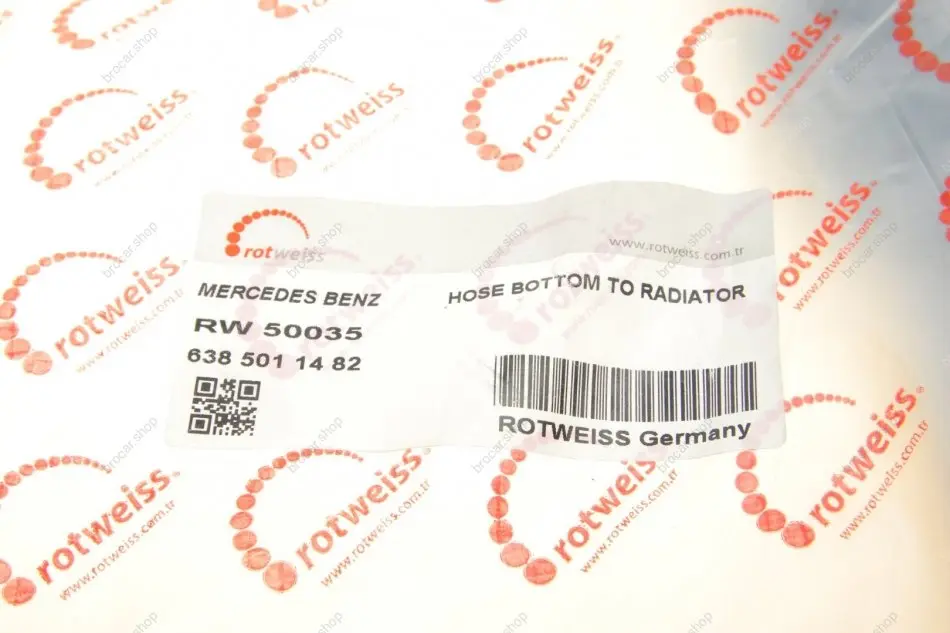 rotweiss
www.rotweiss.com.tr
MERCEDES BENZ
HOSE BOTTOM TO RADIATOR
RW 50035
638 501 14 82
ROTWEISS Germany
rotweiss.
www.rotweiss.com.tr
brocar.shop